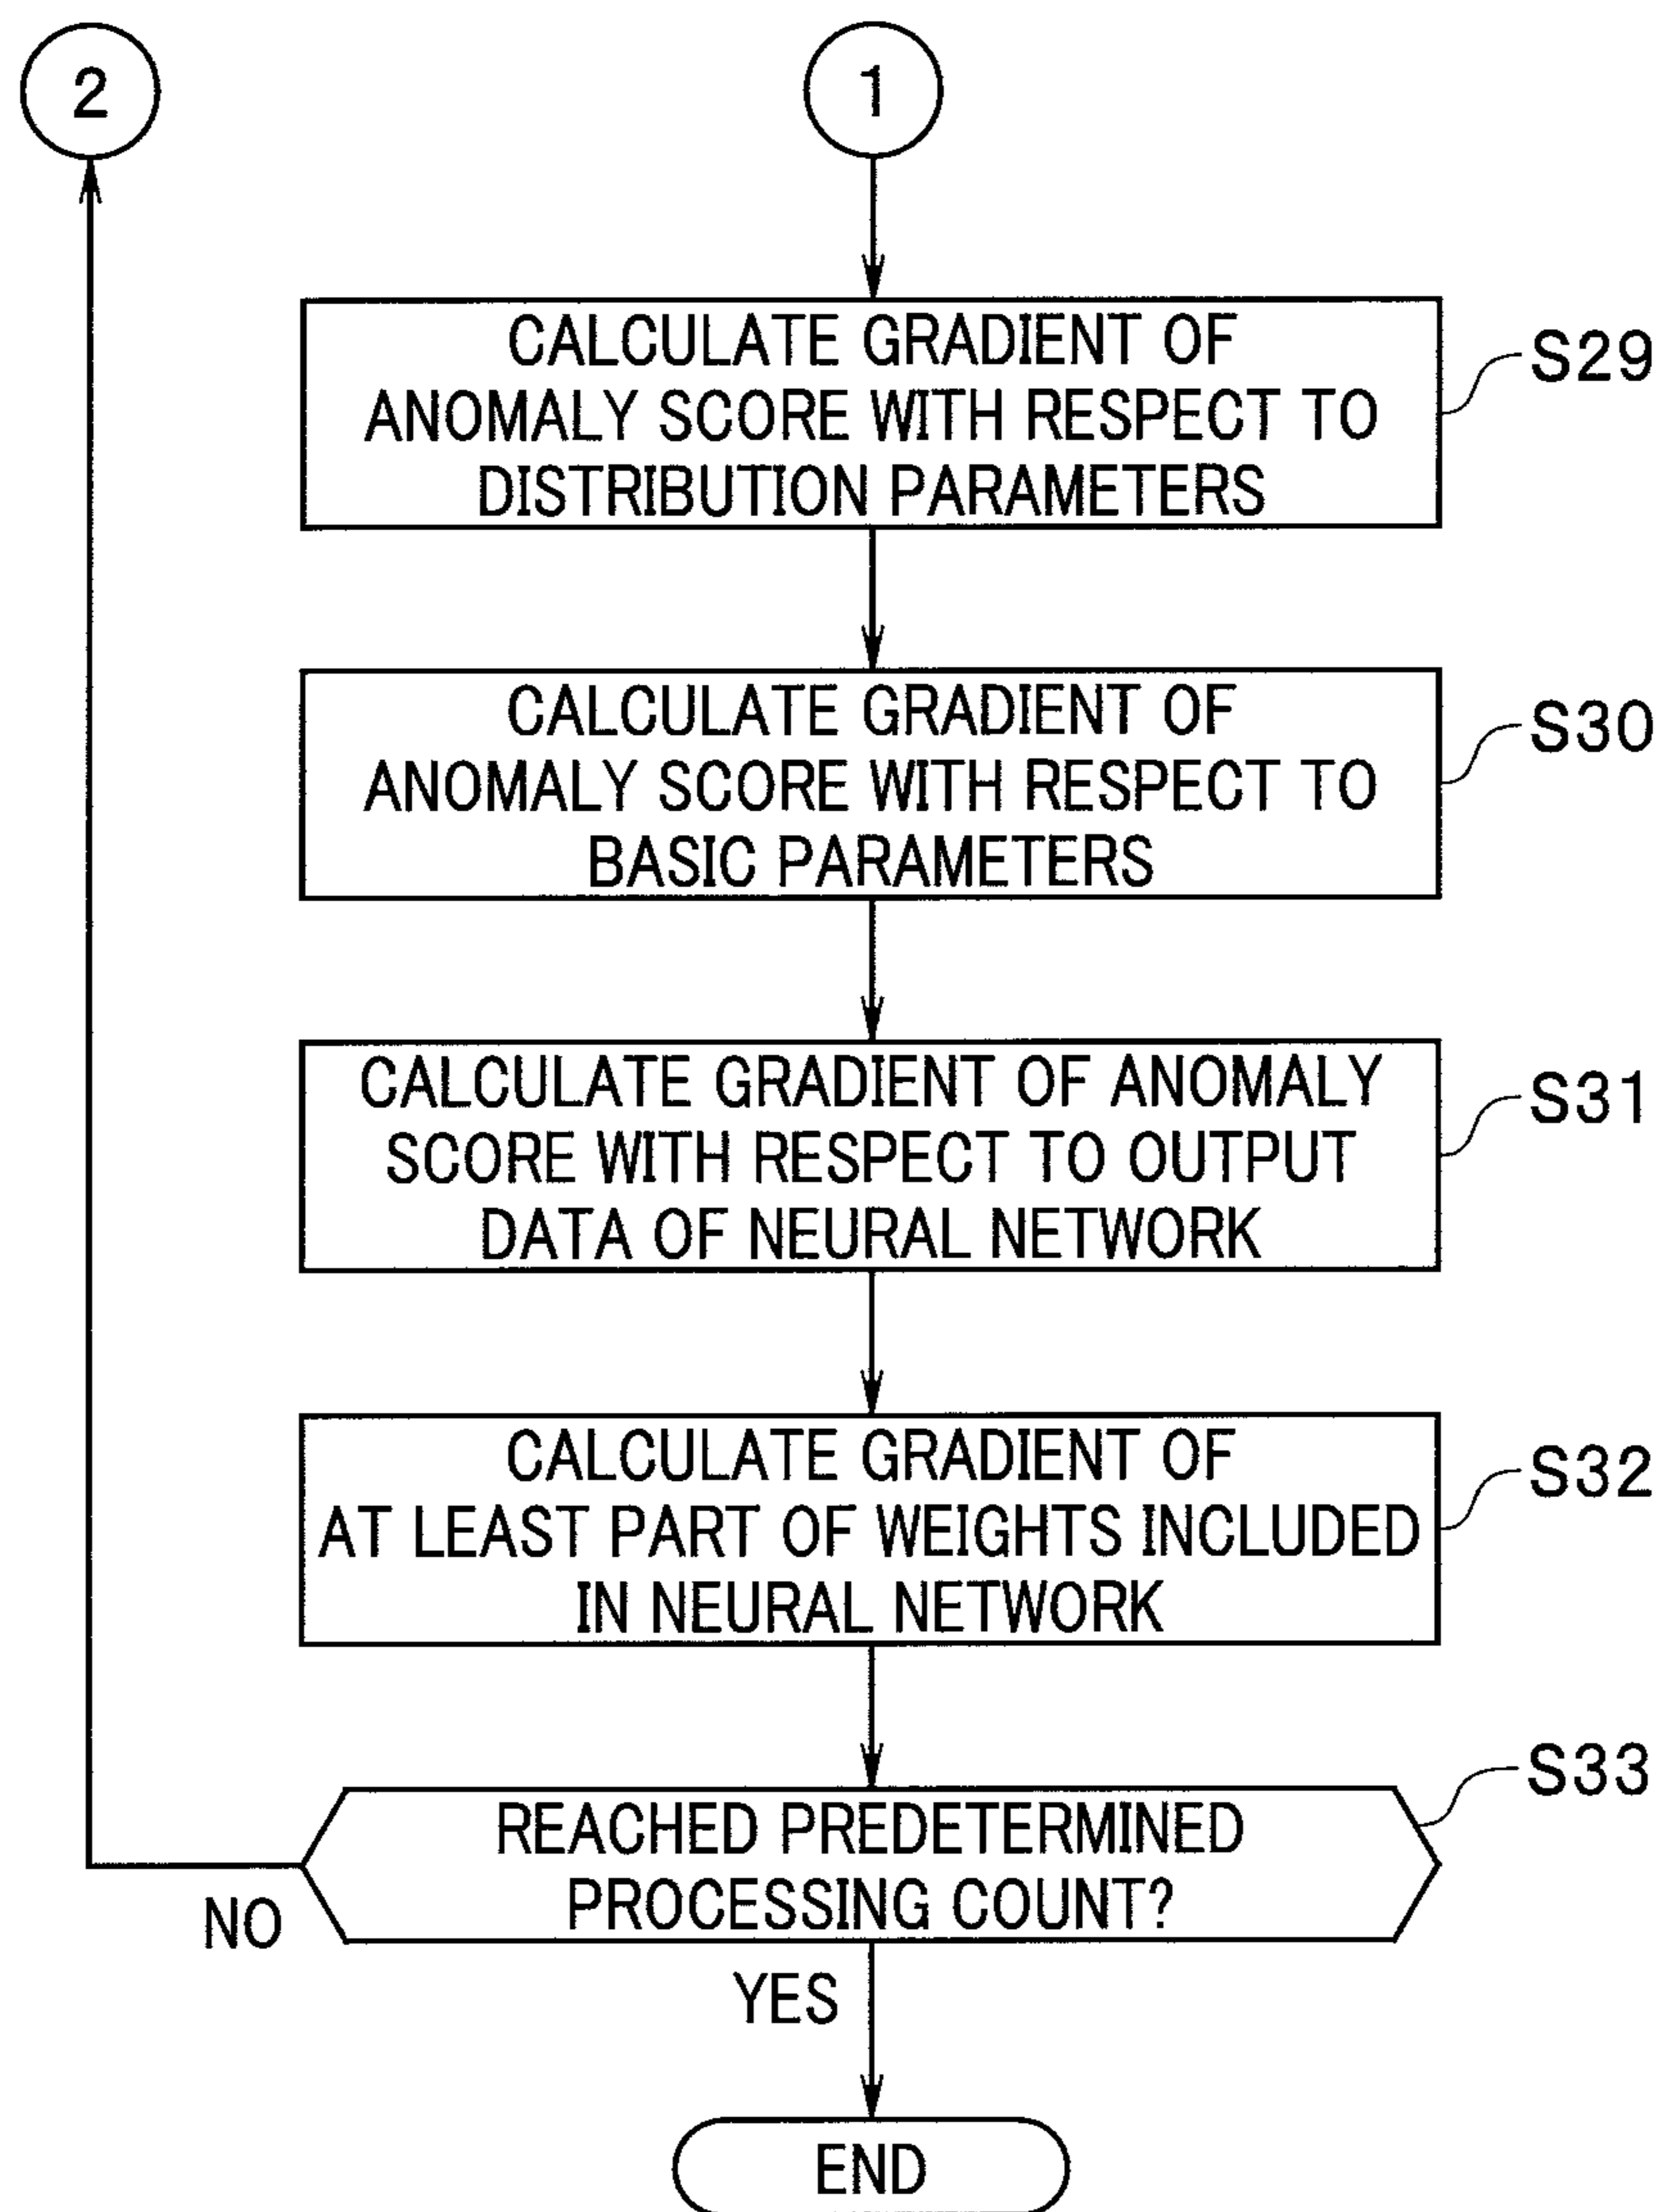 2
1
CALCULATE GRADIENT OF
ANOMALY SCORE WITH RESPECT TO
DISTRIBUTION PARAMETERS
S29
CALCULATE GRADIENT OF
ANOMALY SCORE WITH RESPECT TO
BASIC PARAMETERS
S30
CALCULATE GRADIENT OF ANOMALY
SCORE WITH RESPECT TO OUTPUT
DATA OF NEURAL NETWORK
S31
CALCULATE GRADIENT OF
AT LEAST PART OF WEIGHTS INCLUDED
IN NEURAL NETWORK
S32
REACHED PREDETERMINED
PROCESSING COUNT?
S33
NO
YES
END